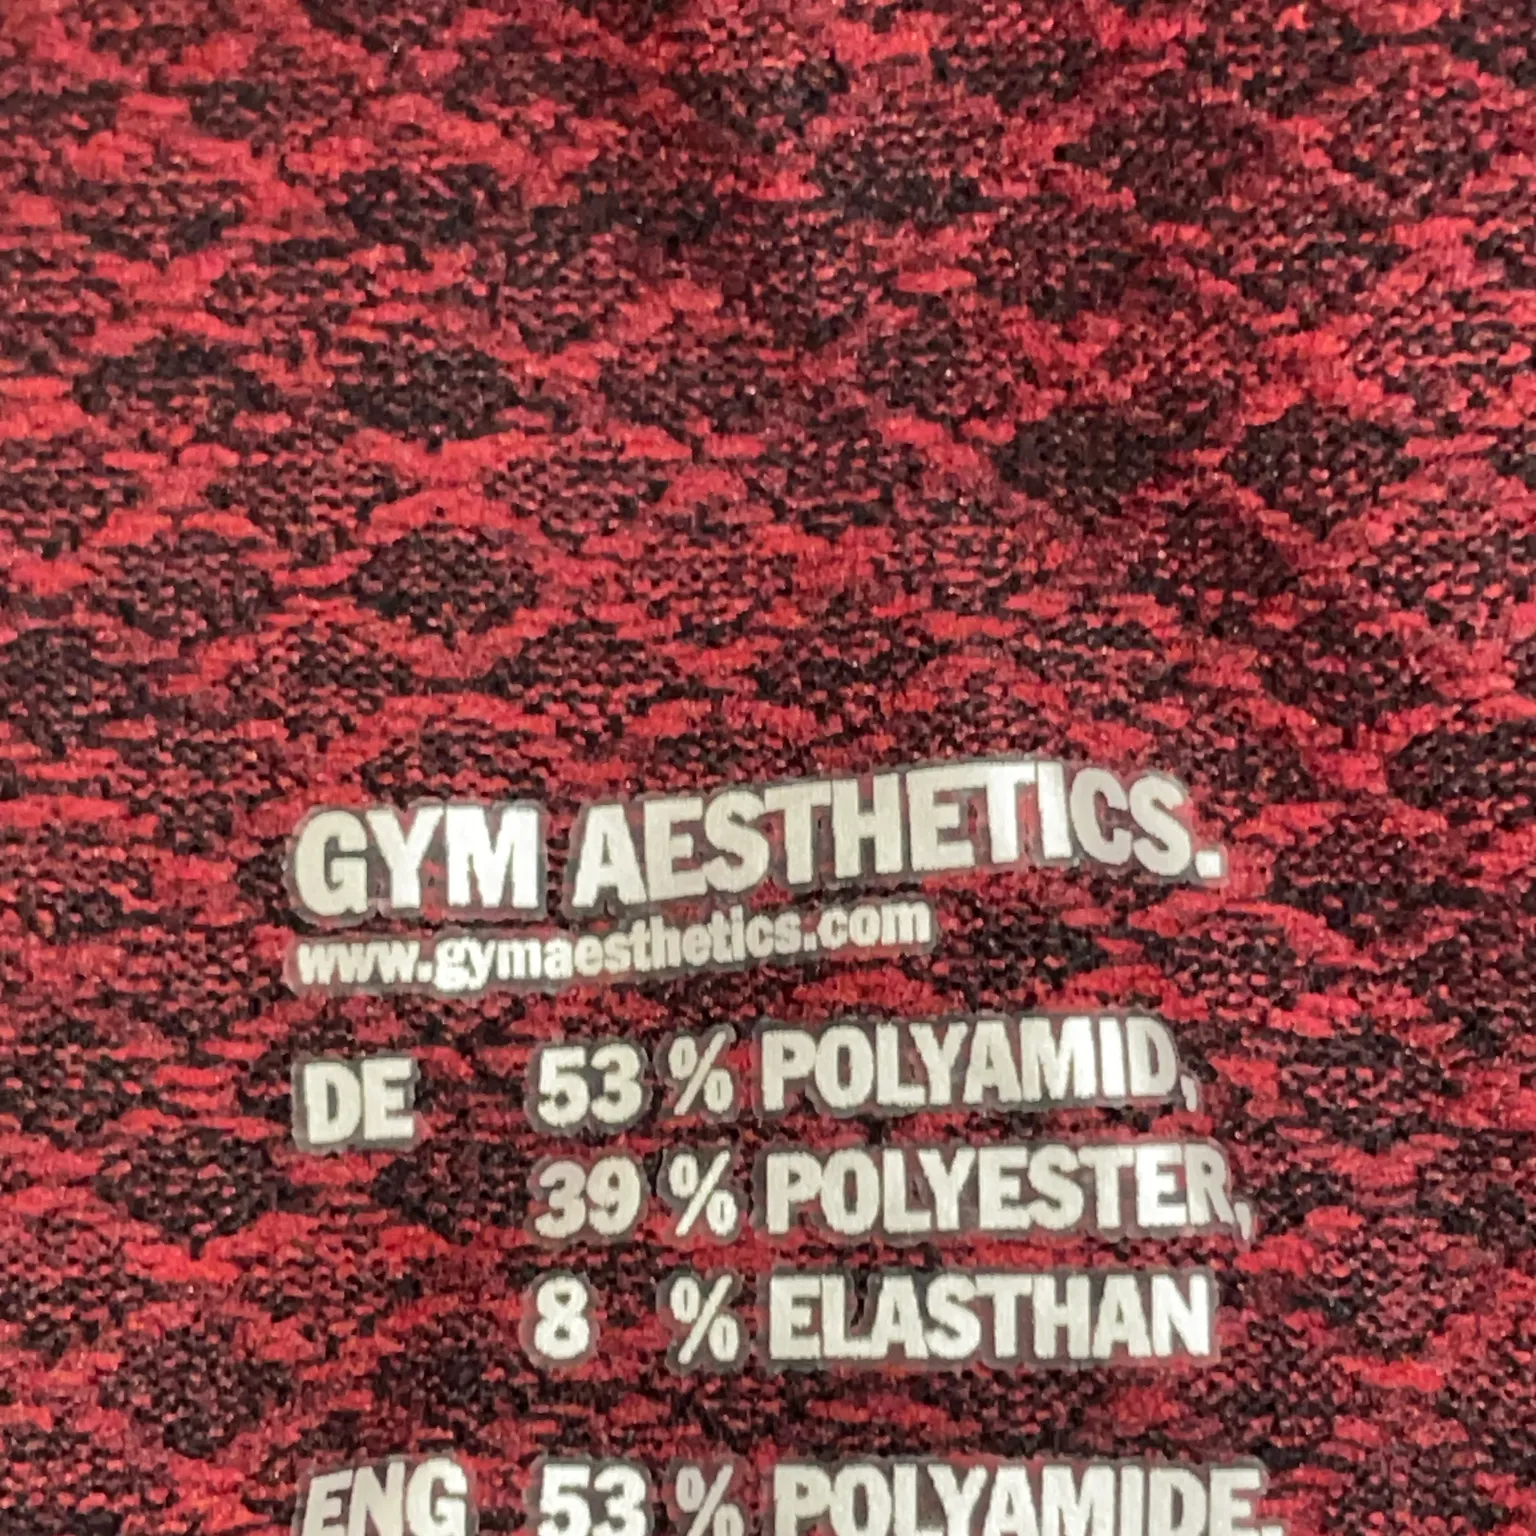 GYM AESTHETICS.
www.gymaesthetics.com
DE 53 % POLYAMID,
39 % POLYESTER,
8 % ELASTHAN
ENG 53 % POLYAMIDE,